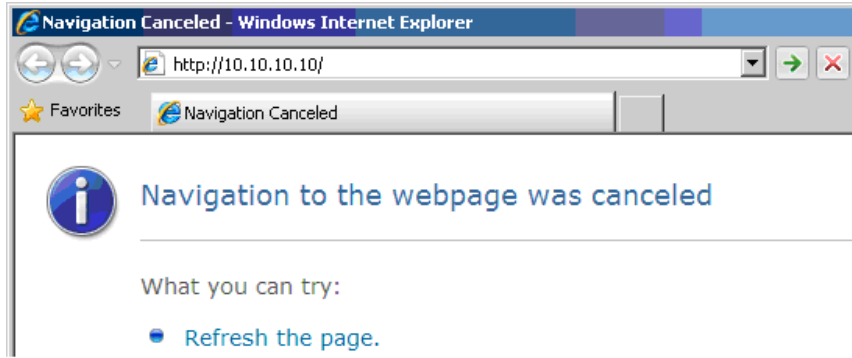 Navigation Canceled - Windows Internet Explorer
http://10.10.10.10/
Favorites
Navigation Canceled
Navigation to the webpage was canceled
What you can try:
Refresh the page.